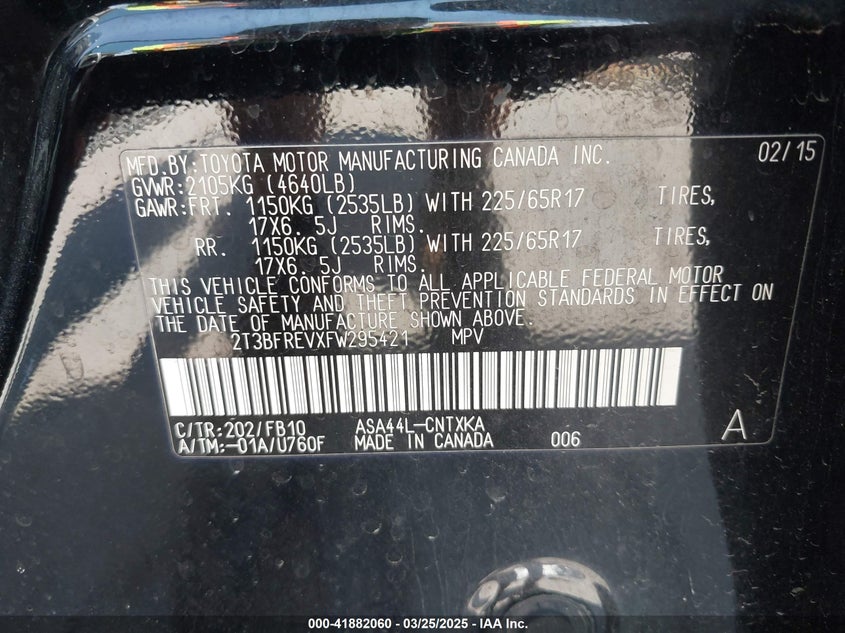 MFD.BY:TOYOTA MOTOR MANUFACTURING CANADA INC. 02/15
GVWR:2105KG (4640LB)
GAWR:FRT. 1150KG (2535LB) WITH 225/65R17 TIRES,
17X6. 5J RIMS.
RR. 1150KG (2535LB) WITH 225/65R17 TIRES,
17X6. 5J RIMS.
THIS VEHICLE CONFORMS TO ALL APPLICABLE FEDERAL MOTOR
VEHICLE SAFETY AND THEFT PREVENTION STANDARDS IN EFFECT ON
THE DATE OF MANUFACTURE SHOWN ABOVE.
2T3BFREVXFW295421 MPV
C/TR:202/FB10 ASA44L-CNTXKA
A/TM:-01A/U760F MADE IN CANADA 006 A
000-41882060 - 03/25/2025 - IAA Inc.